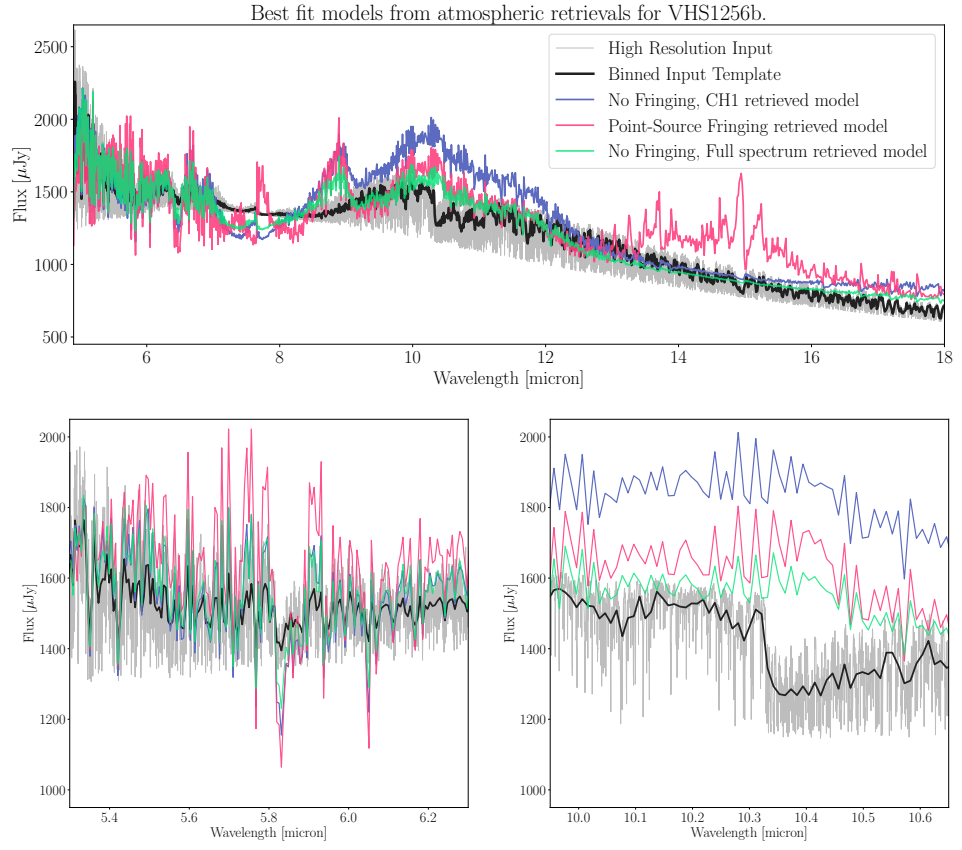 Best fit models from atmospheric retrievals for VHS1256b.
High Resolution Input
Binned Input Template
No Fringing, CH1 retrieved model
Point-Source Fringing retrieved model
No Fringing, Full spectrum retrieved model
Flux [μJy]
2500
2000
1500
1000
500
6 8 10 12 14 16 18
Wavelength [micron]
Flux [μJy]
2000
1800
1600
1400
1200
1000
5.4 5.6 5.8 6.0 6.2
Wavelength [micron]
Flux [μJy]
2000
1800
1600
1400
1200
1000
10.0 10.1 10.2 10.3 10.4 10.5 10.6
Wavelength [micron]